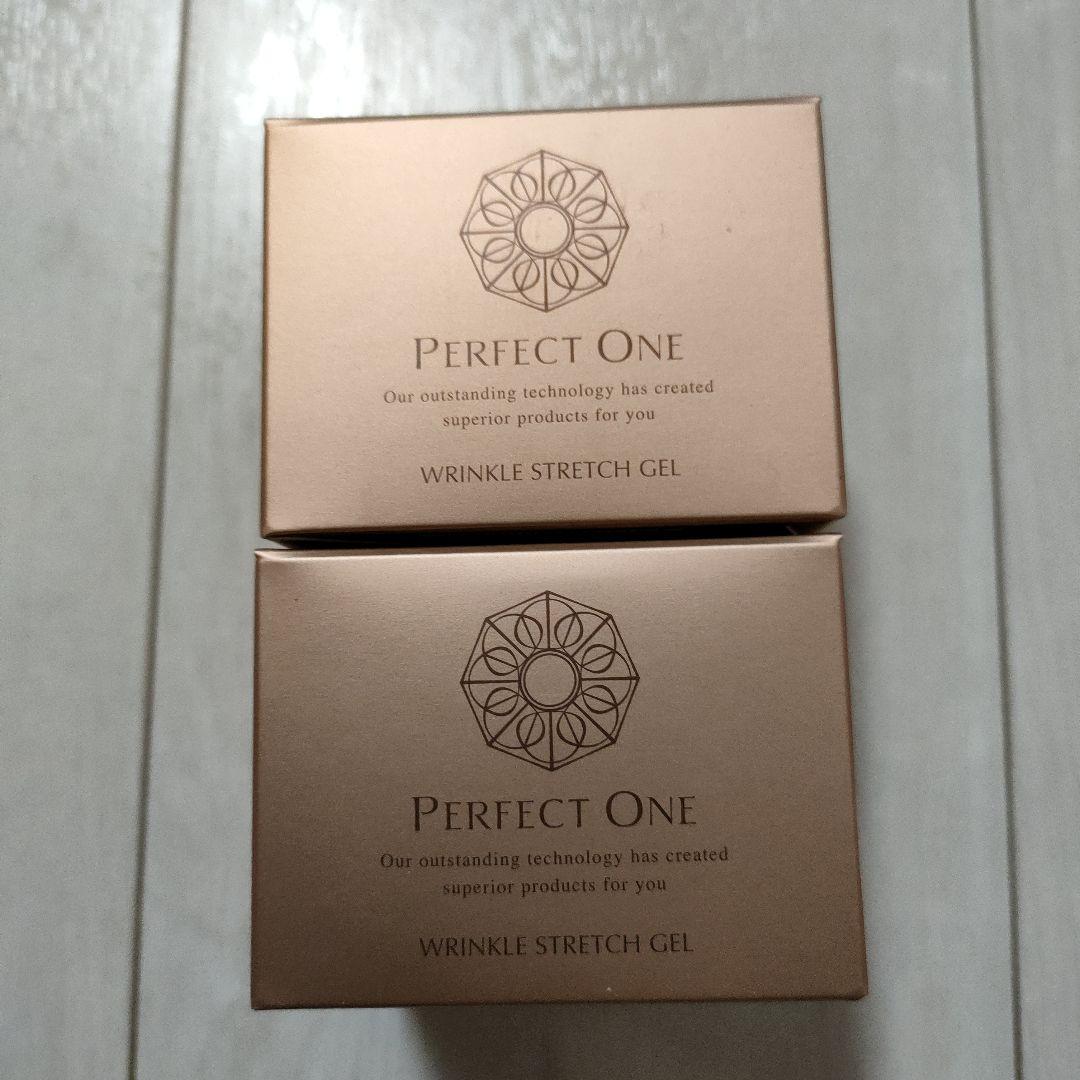 PERFECT ONE
Our outstanding technology has created
superior products for you
WRINKLE STRETCH GEL
PERFECT ONE
Our outstanding technology has created
superior products for you
WRINKLE STRETCH GEL